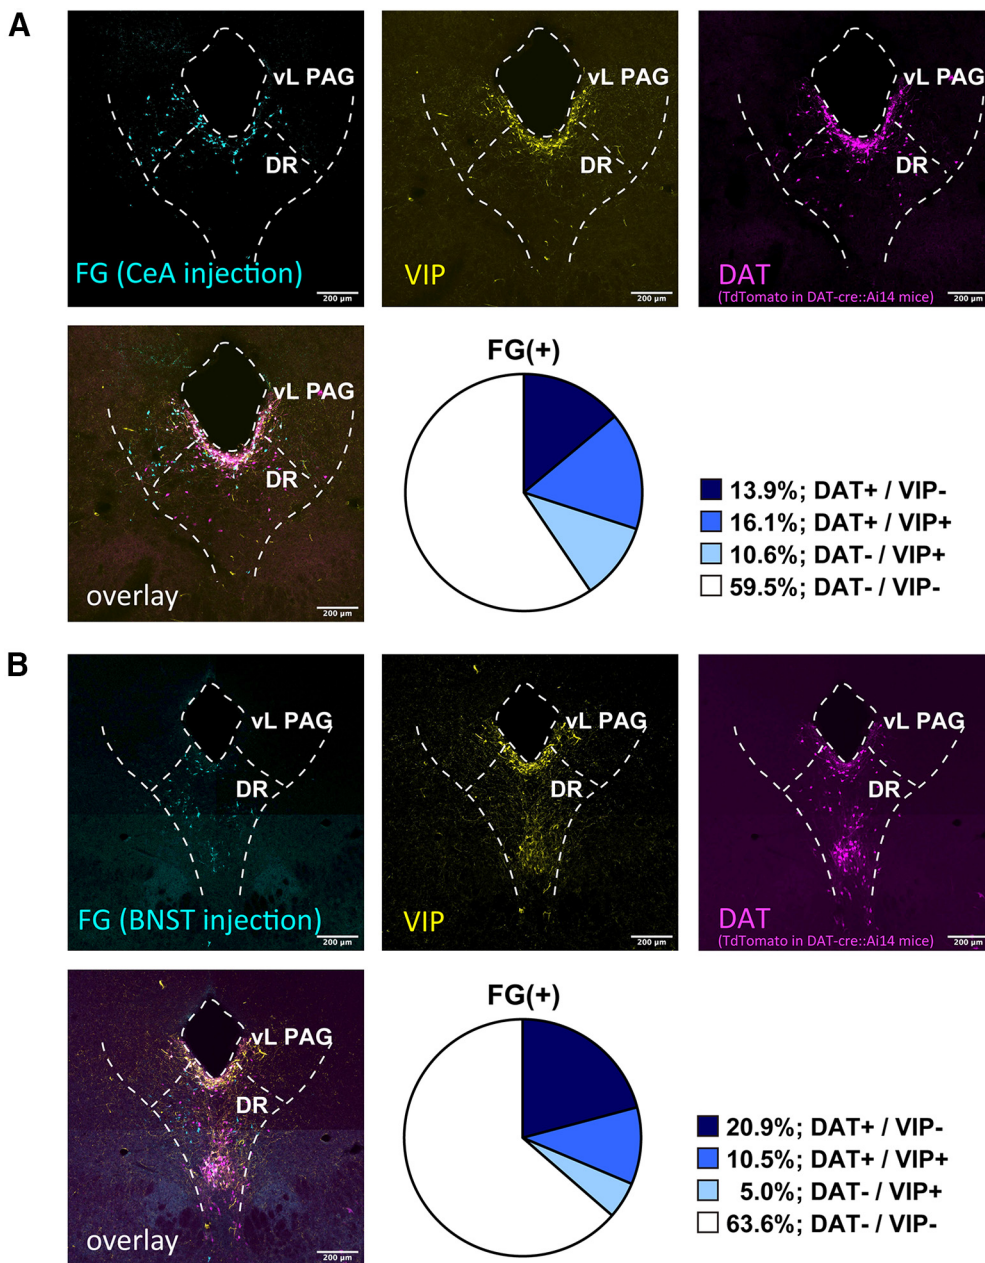 A
vL PAG
DR
FG (CeA injection)
200 µm
vL PAG
DR
VIP
200 µm
vL PAG
DR
DAT
(TdTomato in DAT-cre::Ai14 mice)
200 µm
vL PAG
DR
overlay
200 µm
FG(+)
13.9%; DAT+ / VIP-
16.1%; DAT+ / VIP+
10.6%; DAT- / VIP+
59.5%; DAT- / VIP-
B
vL PAG
DR
FG (BNST injection)
200 µm
vL PAG
DR
VIP
200 µm
vL PAG
DR
DAT
(TdTomato in DAT-cre::Ai14 mice)
200 µm
vL PAG
DR
overlay
200 µm
FG(+)
20.9%; DAT+ / VIP-
10.5%; DAT+ / VIP+
5.0%; DAT- / VIP+
63.6%; DAT- / VIP-